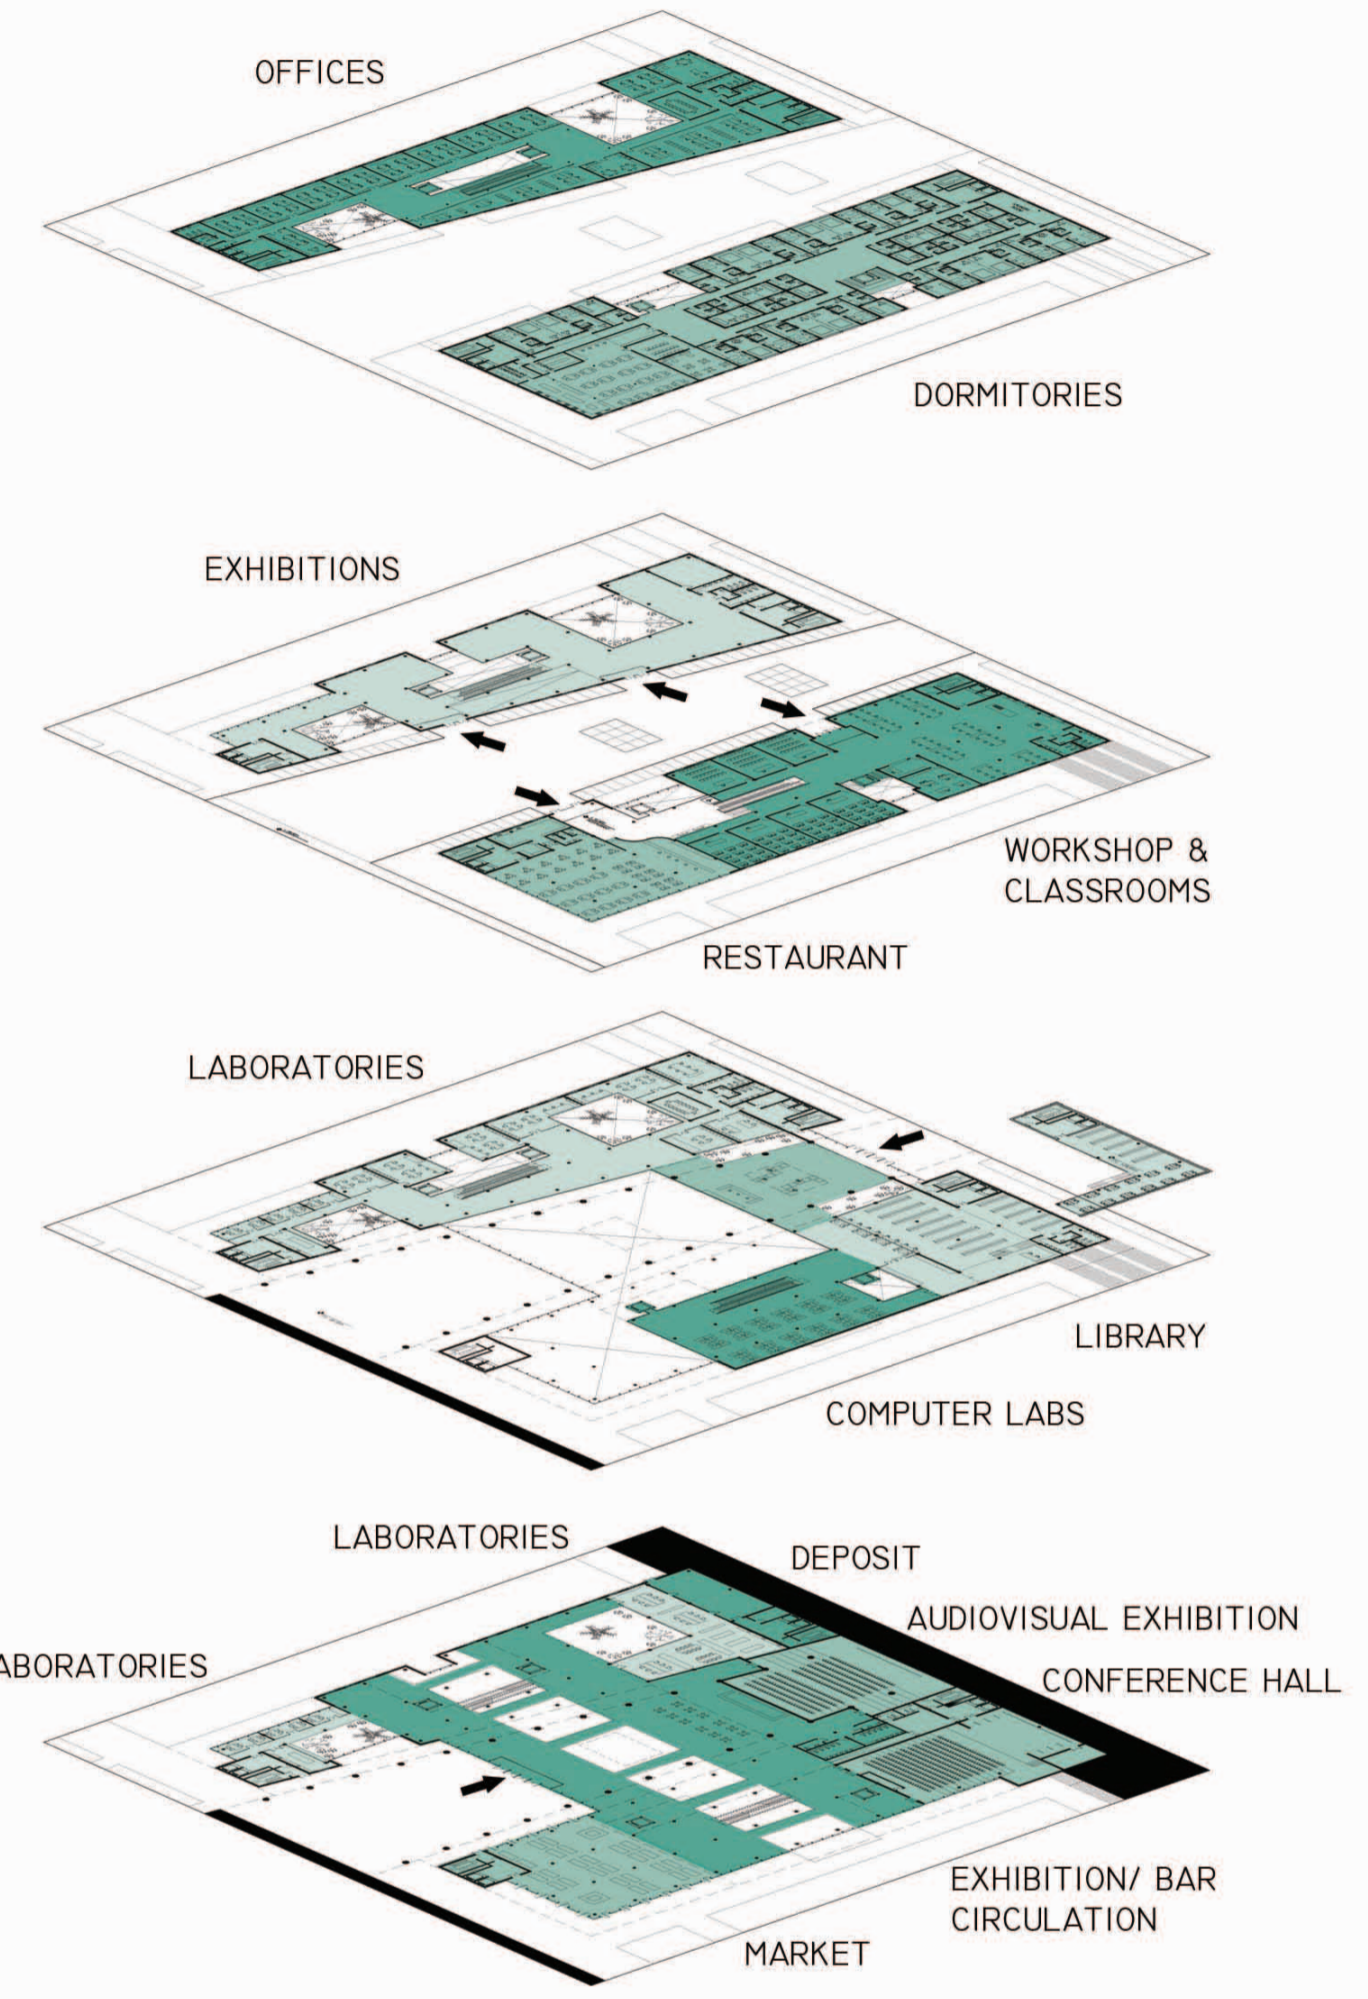 OFFICES
DORMITORIES
EXHIBITIONS
WORKSHOP &
CLASSROOMS
RESTAURANT
LABORATORIES
LIBRARY
COMPUTER LABS
LABORATORIES
DEPOSIT
AUDIOVISUAL EXHIBITION
ABORATORIES
CONFERENCE HALL
EXHIBITION/ BAR
CIRCULATION
MARKET